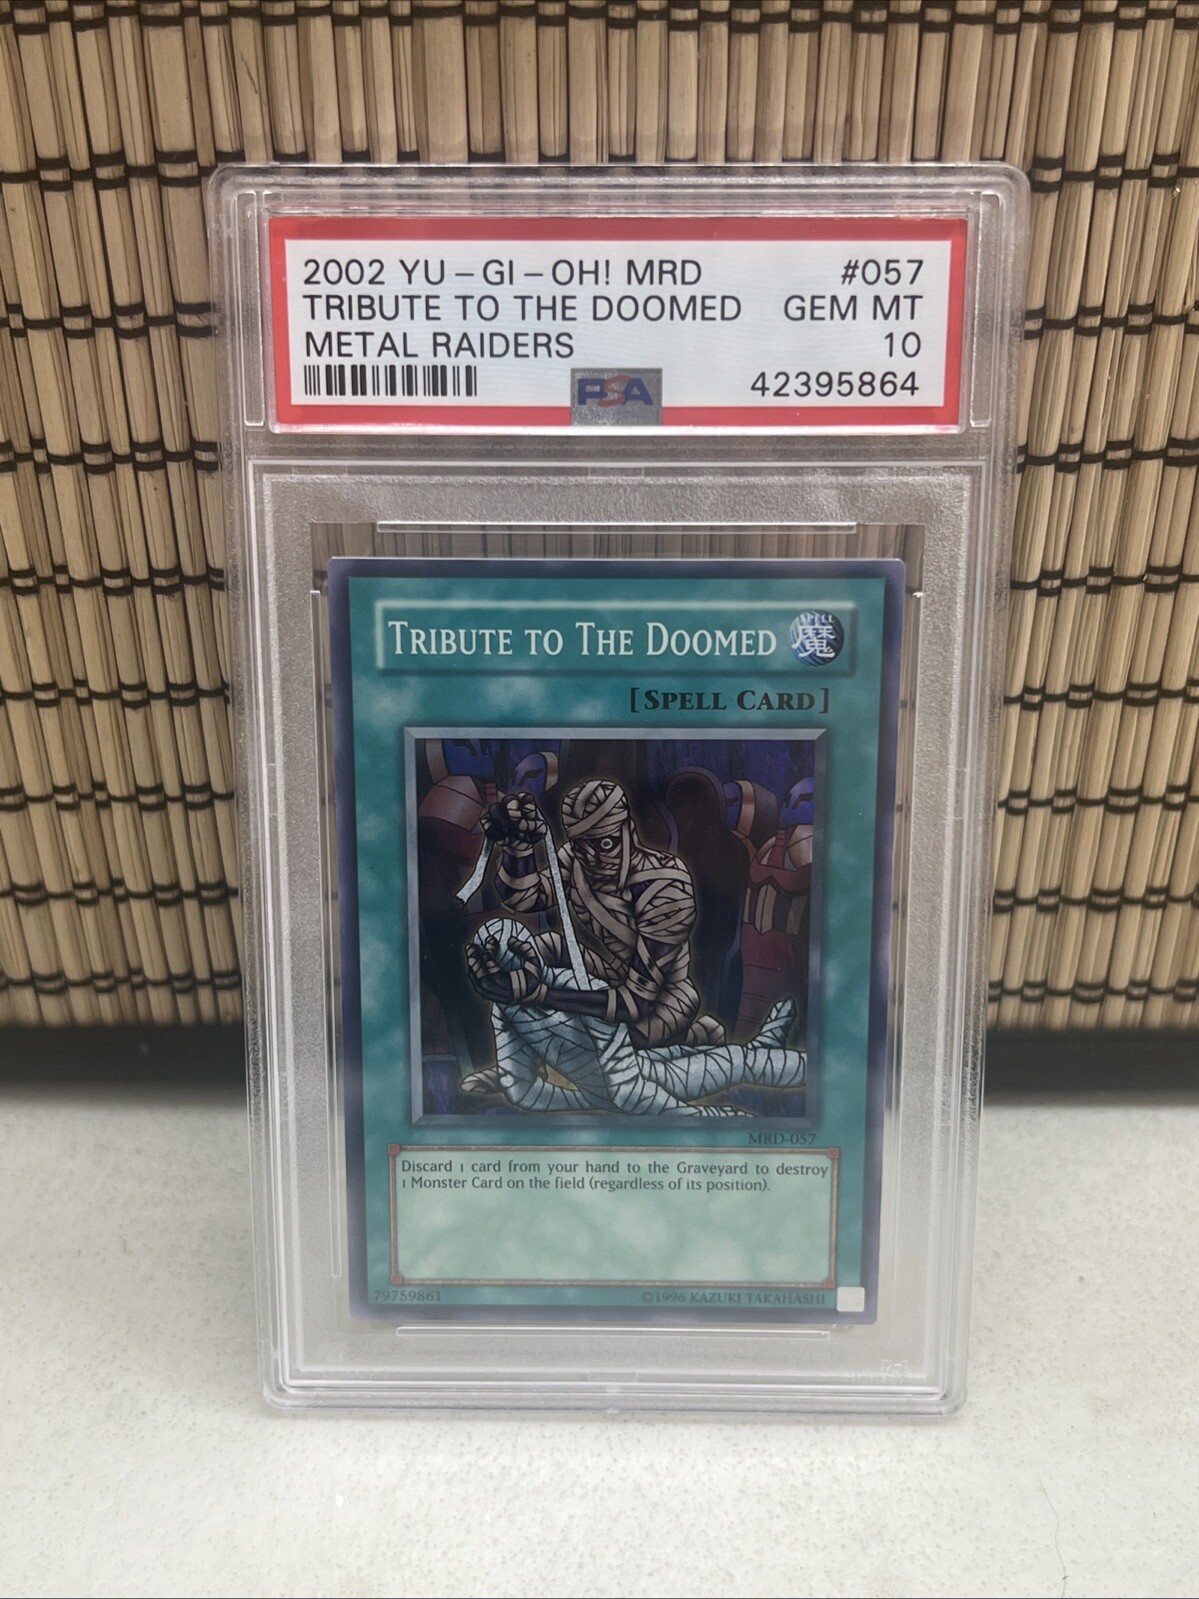 2002 YU-GI-OH! MRD #057
TRIBUTE TO THE DOOMED GEM MT
METAL RAIDERS 10
PSA 42395864
TRIBUTE TO THE DOOMED
SPELL
魔
[SPELL CARD]
MRD-057
Discard 1 card from your hand to the Graveyard to destroy
1 Monster Card on the field (regardless of its position).
79759861 ©1996 KAZUKI TAKAHASHI